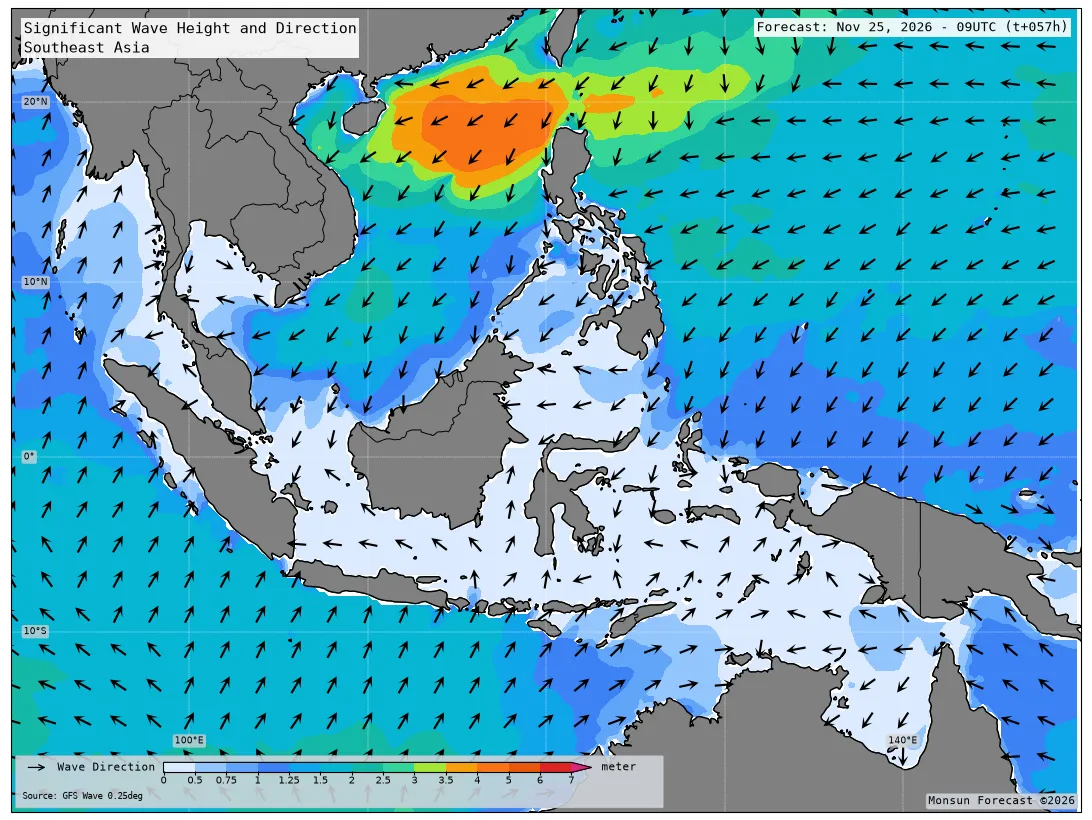 Significant Wave Height and Direction
Southeast Asia
Forecast: Nov 25, 2026 - 09UTC (t+057h)
20°N
10°N
0°
10°S
100°E
140°E
Wave Direction
meter
0 0.5 0.75 1 1.25 1.5 2 2.5 3 3.5 4 5 6 7
Source: GFS Wave 0.25deg
Monsun Forecast ©2026